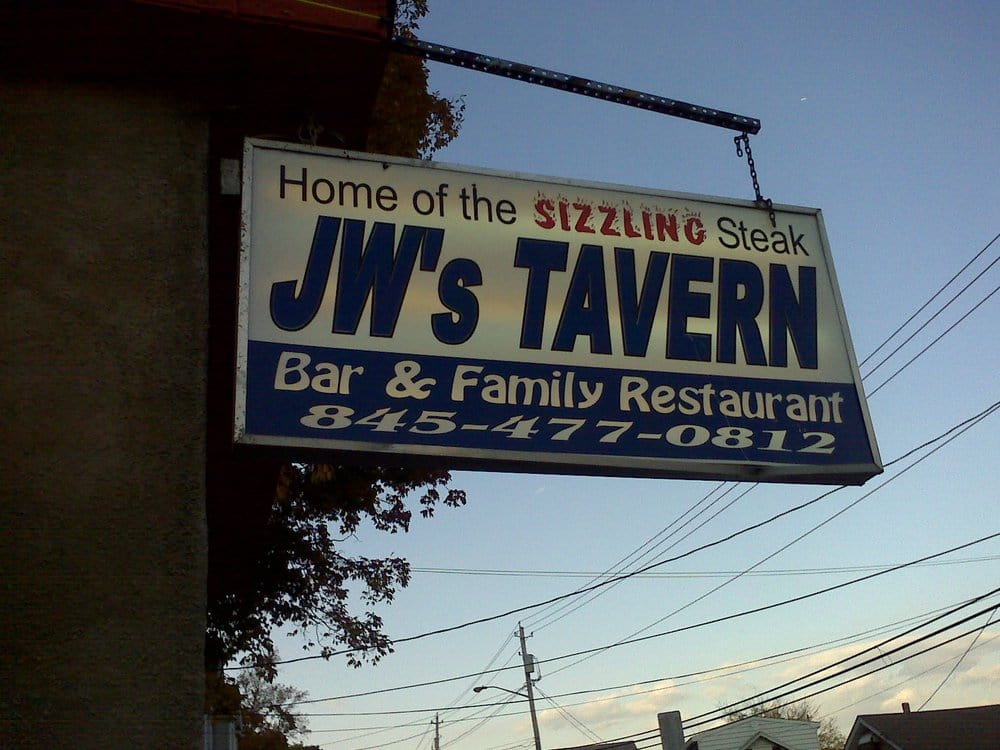 Home of the SIZZLING Steak
JW's TAVERN
Bar & Family Restaurant
845-477-0812